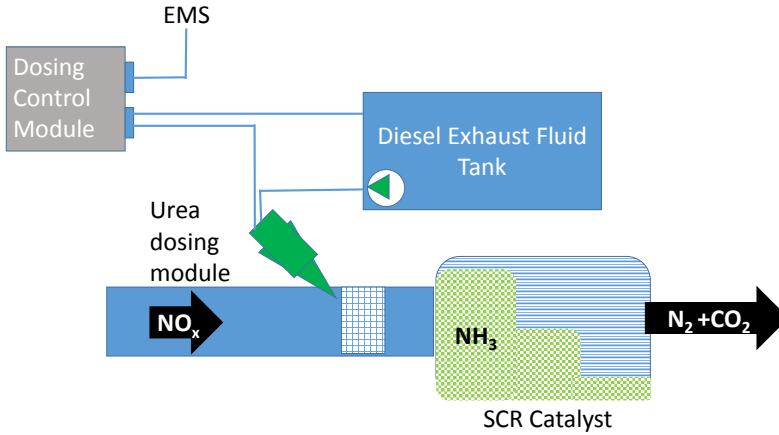 EMS
Dosing
Control
Module
Diesel Exhaust Fluid
Tank
Urea
dosing
module
NOₓ
NH₃
N₂ +CO₂
SCR Catalyst